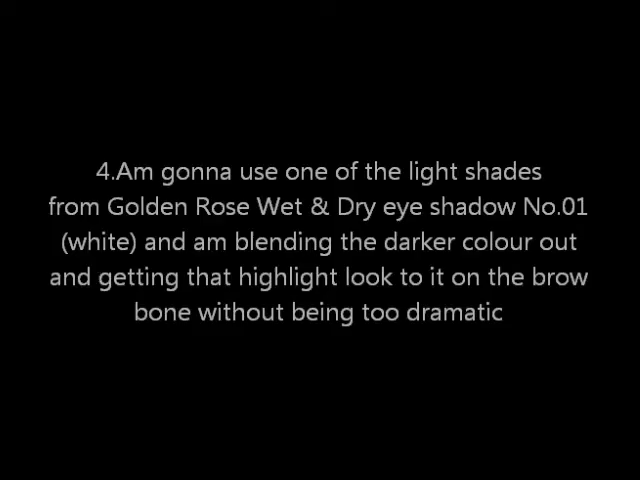 4.Am gonna use one of the light shades
from Golden Rose Wet & Dry eye shadow No.01
(white) and am blending the darker colour out
and getting that highlight look to it on the brow
bone without being too dramatic